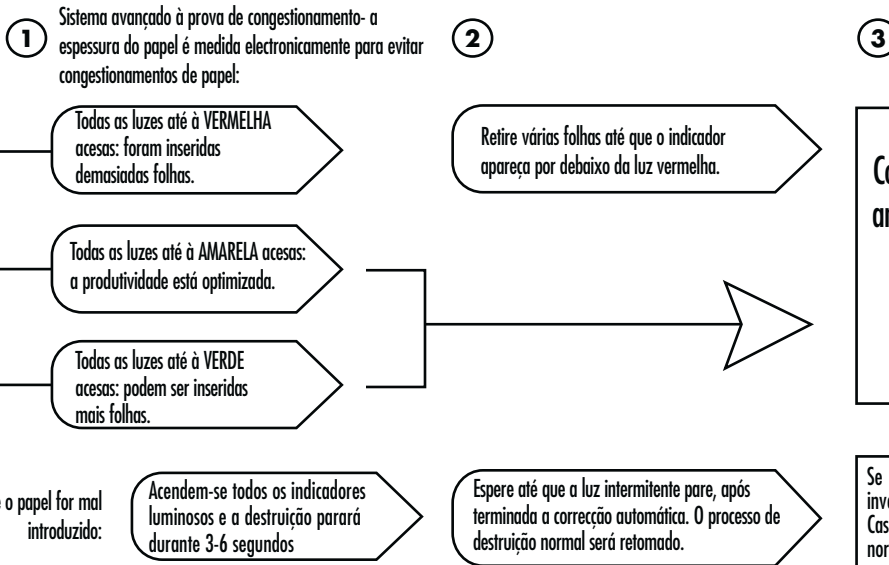 1
Sistema avançado à prova de congestionamento- a
espessura do papel é medida electronicamente para evitar
congestionamentos de papel:
2
3
Todas as luzes até à VERMELHA
acesas: foram inseridas
demasiadas folhas.
Retire várias folhas até que o indicador
apareça por debaixo da luz vermelha.
Todas as luzes até à AMARELA acesas:
a produtividade está optimizada.
Todas as luzes até à VERDE
acesas: podem ser inseridas
mais folhas.
o papel for mal
introduzido:
Acendem-se todos os indicadores
luminosos e a destruição parará
durante 3-6 segundos
Espere até que a luz intermitente pare, após
terminada a correcção automática. O processo de
destruição normal será retomado.
Se